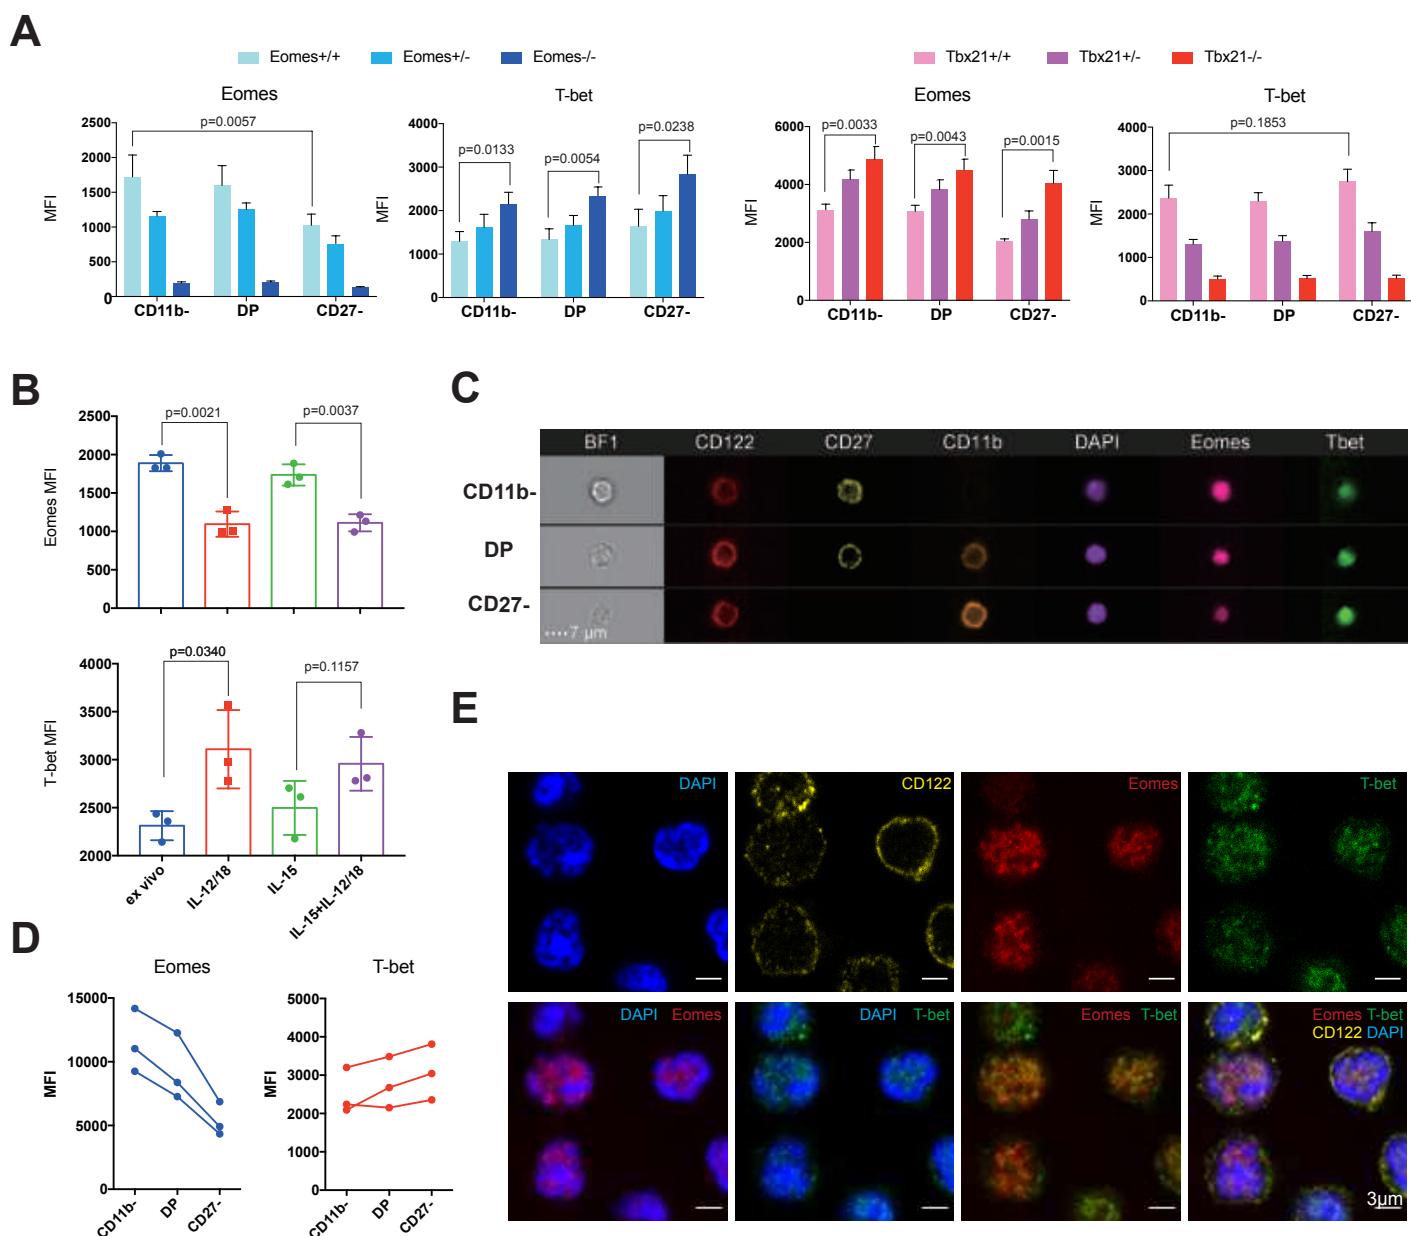 A
Eomes+/+ Eomes+/- Eomes-/-
Tbx21+/+ Tbx21+/- Tbx21-/-
Eomes
MFI
2500
2000
1500
1000
500
0
p=0.0057
CD11b- DP CD27-
T-bet
MFI
4000
3000
2000
1000
0
p=0.0133
p=0.0054
p=0.0238
CD11b- DP CD27-
Eomes
MFI
6000
4000
2000
0
p=0.0033
p=0.0043
p=0.0015
CD11b- DP CD27-
T-bet
MFI
4000
3000
2000
1000
0
p=0.1853
CD11b- DP CD27-
B
Eomes MFI
2500
2000
1500
1000
500
0
p=0.0021
p=0.0037
T-bet MFI
4000
3500
3000
2500
2000
p=0.0340
p=0.1157
ex vivo
IL-12/18
IL-15
IL-15+IL-12/18
C
BF1 CD122 CD27 CD11b DAPI Eomes Tbet
CD11b-
DP
CD27-
7 µm
D
Eomes
MFI
15000
10000
5000
0
CD11b- DP CD27-
T-bet
MFI
5000
4000
3000
2000
1000
0
CD11b- DP CD27-
E
DAPI
CD122
Eomes
T-bet
DAPI Eomes
DAPI T-bet
Eomes T-bet
Eomes T-bet
CD122 DAPI
3µm